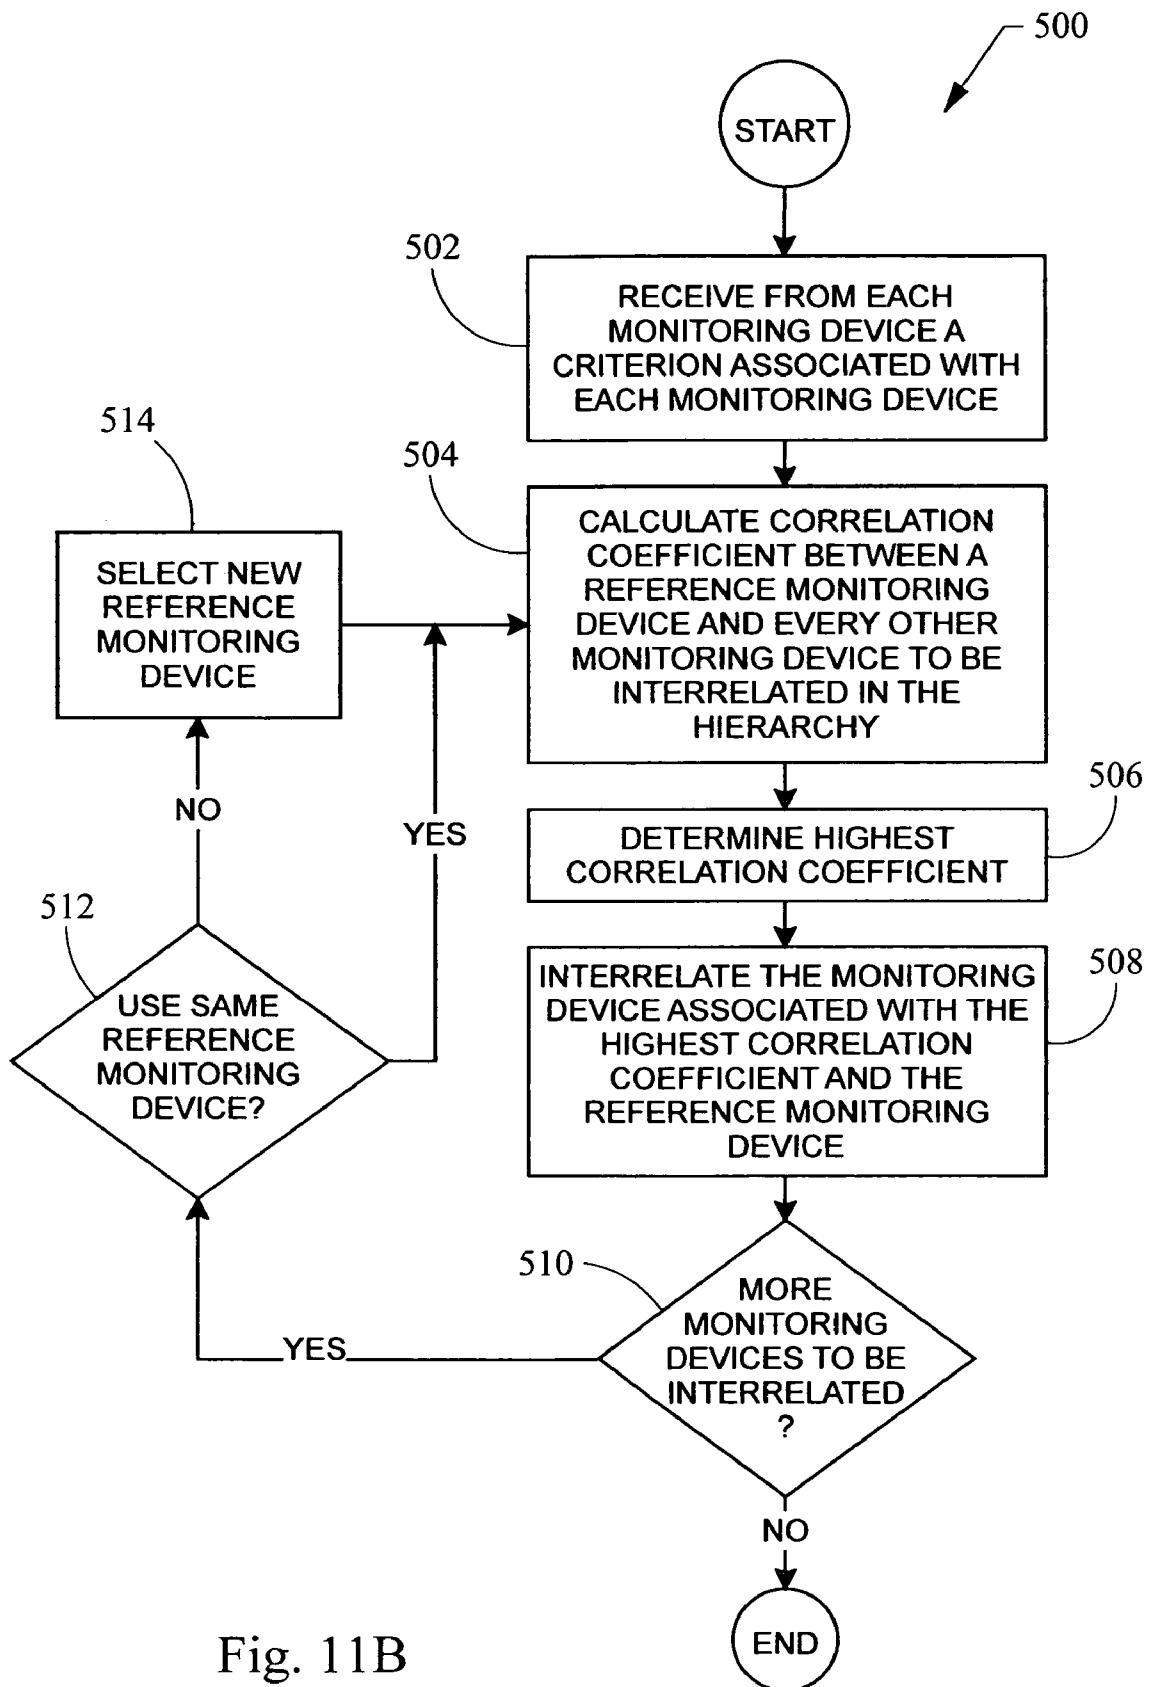 500
START
502
RECEIVE FROM EACH
MONITORING DEVICE A
CRITERION ASSOCIATED WITH
EACH MONITORING DEVICE
514
504
SELECT NEW
REFERENCE
MONITORING
DEVICE
CALCULATE CORRELATION
COEFFICIENT BETWEEN A
REFERENCE MONITORING
DEVICE AND EVERY OTHER
MONITORING DEVICE TO BE
INTERRELATED IN THE
HIERARCHY
506
NO
YES
DETERMINE HIGHEST
CORRELATION COEFFICIENT
512
508
USE SAME
REFERENCE
MONITORING
DEVICE?
INTERRELATE THE MONITORING
DEVICE ASSOCIATED WITH THE
HIGHEST CORRELATION
COEFFICIENT AND THE
REFERENCE MONITORING
DEVICE
510
MORE
MONITORING
DEVICES TO BE
INTERRELATED
?
YES
NO
END
Fig. 11B